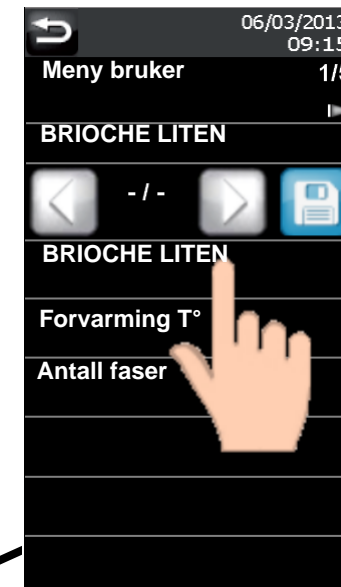 06/03/2013
09:15
Meny bruker 1/5
BRIOCHE LITEN
- / -
BRIOCHE LITEN
Forvarming T°
Antall faser